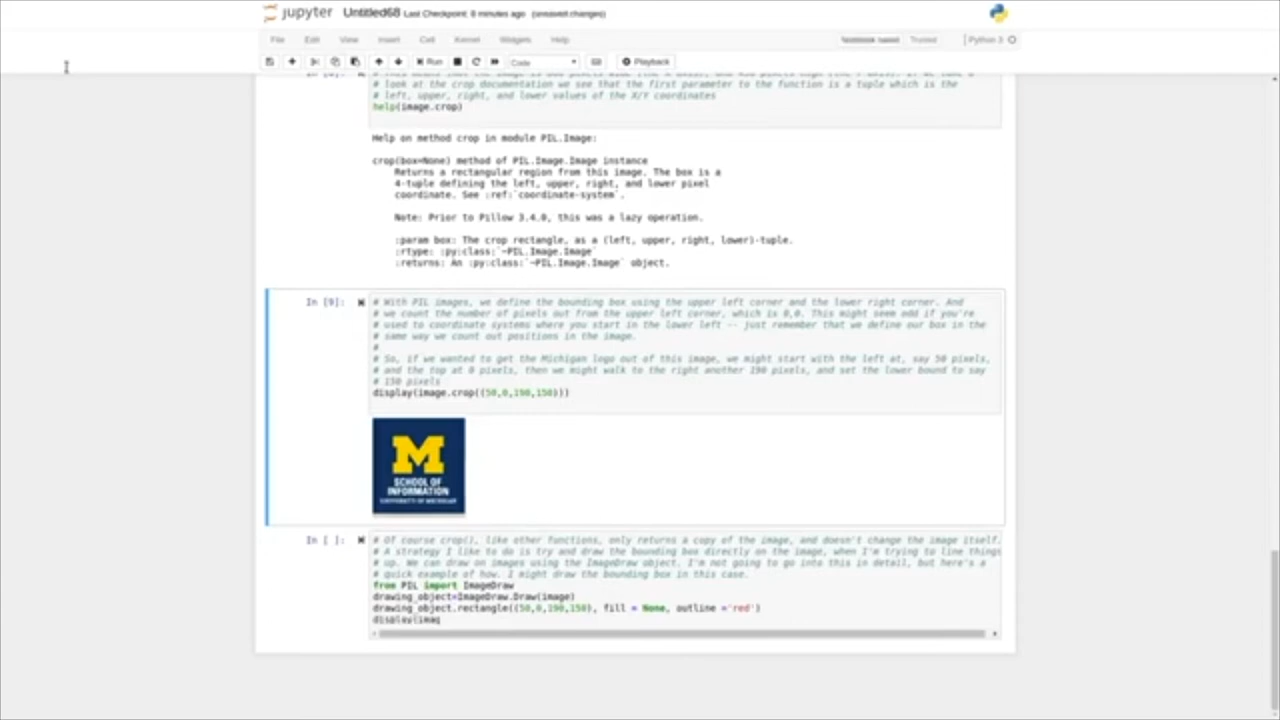 jupyter Untitled68 Last Checkpoint: 8 minutes ago (unsaved changes)
File Edit View Insert Cell Kernel Widgets Help Notebook saved Trusted Python 3
Run Code Playback
# look at the crop documentation we see that the first parameter to the function is a tuple which is the
# left, upper, right, and lower values of the X/Y coordinates
help(image.crop)
Help on method crop in module PIL.Image:
crop(box=None) method of PIL.Image.Image instance
Returns a rectangular region from this image. The box is a
4-tuple defining the left, upper, right, and lower pixel
coordinate. See :ref:`coordinate-system`.
Note: Prior to Pillow 3.4.0, this was a lazy operation.
:param box: The crop rectangle, as a (left, upper, right, lower)-tuple.
:rtype: :py:class:`~PIL.Image.Image`
:returns: An :py:class:`~PIL.Image.Image` object.
In [9]:
# With PIL images, we define the bounding box using the upper left corner and the lower right corner. And
# we count the number of pixels out from the upper left corner, which is 0,0. This might seem odd if you're
# used to coordinate systems where you start in the lower left -- just remember that we define our box in the
# same way we count out positions in the image.
#
# So, if we wanted to get the Michigan logo out of this image, we might start with the left at, say 50 pixels,
# and the top at 0 pixels, then we might walk to the right another 190 pixels, and set the lower bound to say
# 150 pixels
display(image.crop((50,0,190,150)))
M
SCHOOL OF
INFORMATION
UNIVERSITY OF MICHIGAN
In [ ]:
# Of course crop(), like other functions, only returns a copy of the image, and doesn't change the image itself.
# A strategy I like to do is try and draw the bounding box directly on the image, when I'm trying to line things
# up. We can draw on images using the ImageDraw object. I'm not going to go into this in detail, but here's a
# quick example of how. I might draw the bounding box in this case.
from PIL import ImageDraw
drawing_object=ImageDraw.Draw(image)
drawing_object.rectangle((50,0,190,150), fill = None, outline ='red')
display(imag